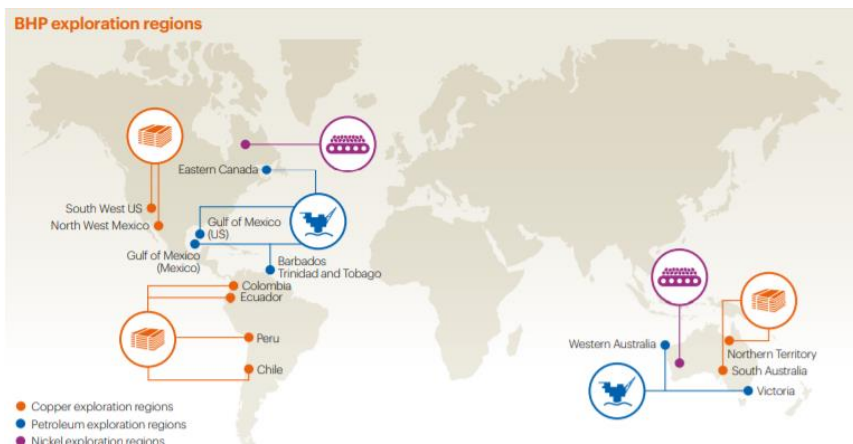 BHP exploration regions
Eastern Canada
South West US
North West Mexico
Gulf of Mexico
(US)
Gulf of Mexico
(Mexico)
Barbados
Trinidad and Tobago
Colombia
Ecuador
Peru
Chile
Western Australia
Northern Territory
South Australia
Victoria
Copper exploration regions
Petroleum exploration regions
Nickel exploration regions